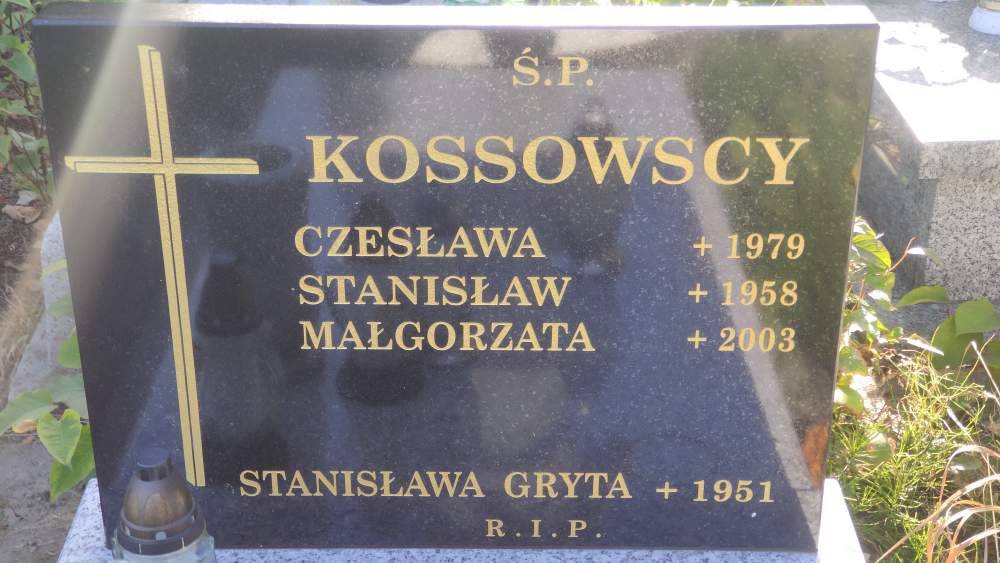 Ś.P.
KOSSOWSCY
CZESŁAWA + 1979
STANISŁAW + 1958
MAŁGORZATA + 2003
STANISŁAWA GRYTA + 1951
R.I.P.